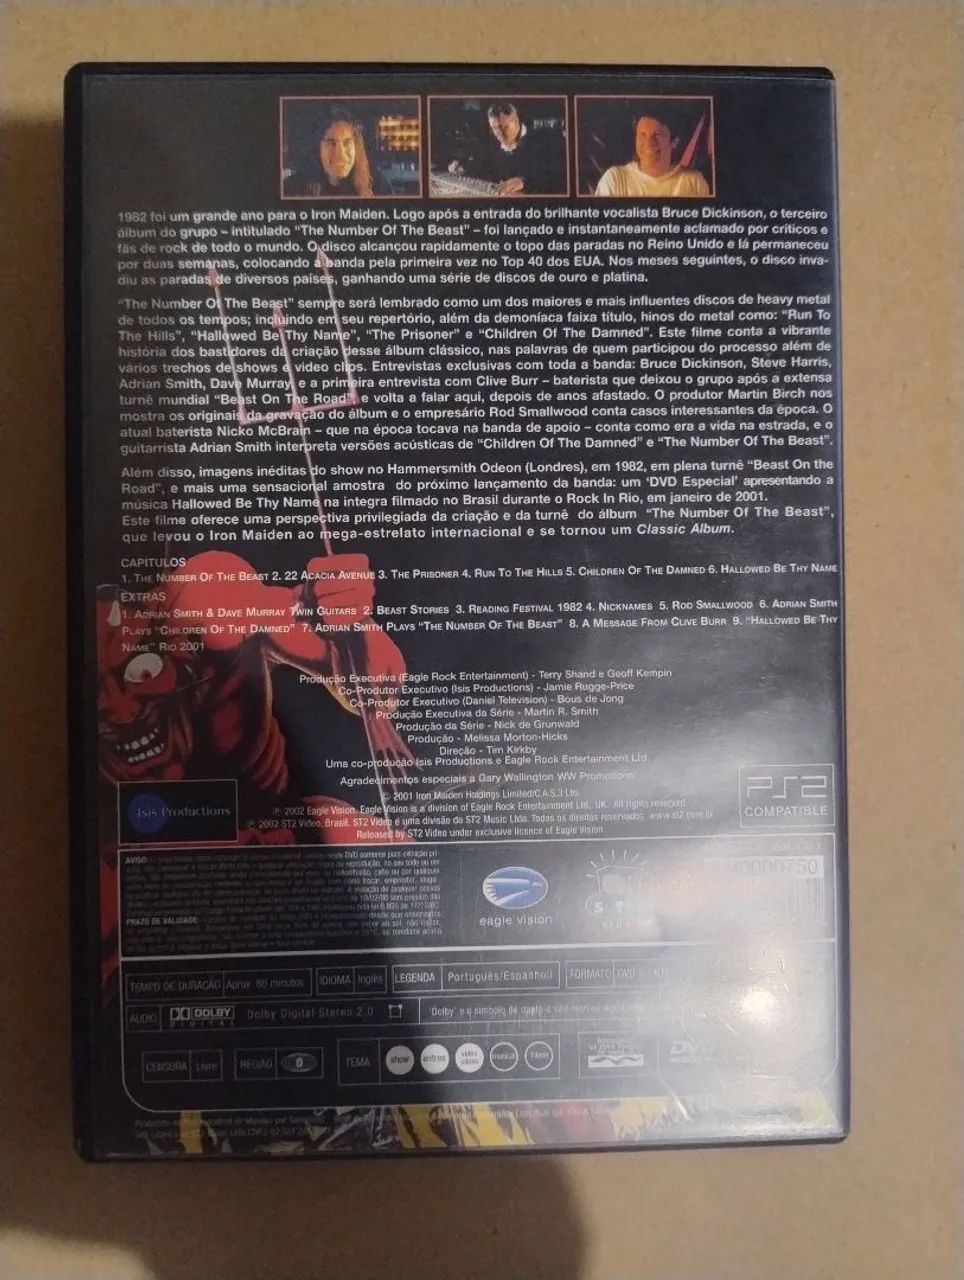 1982 foi um grande ano para o Iron Maiden. Logo após a entrada do brilhante vocalista Bruce Dickinson, o terceiro
álbum do grupo – intitulado “The Number Of The Beast” – foi lançado e instantaneamente aclamado por críticos e
fãs de rock de todo o mundo. O disco alcançou rapidamente o topo das paradas no Reino Unido e lá permaneceu
por duas semanas, colocando a banda pela primeira vez no Top 40 dos EUA. Nos meses seguintes, o disco inva-
diu as paradas de diversos países, ganhando uma série de discos de ouro e platina.
“The Number Of The Beast” sempre será lembrado como um dos maiores e mais influentes discos de heavy metal
de todos os tempos; incluindo em seu repertório, além da demoníaca faixa título, hinos do metal como: “Run To
The Hills”, “Hallowed Be Thy Name”, “The Prisoner” e “Children Of The Damned”. Este filme conta a vibrante
história dos bastidores da criação desse álbum clássico, nas palavras de quem participou do processo além de
vários trechos de shows e video clips. Entrevistas exclusivas com toda a banda: Bruce Dickinson, Steve Harris,
Adrian Smith, Dave Murray, e a primeira entrevista com Clive Burr – baterista que deixou o grupo após a extensa
turnê mundial “Beast On The Road”, e volta a falar aqui, depois de anos afastado. O produtor Martin Birch nos
mostra os originais da gravação do álbum e o empresário Rod Smallwood conta casos interessantes da época. O
atual baterista Nicko McBrain – que na época tocava na banda de apoio – conta como era a vida na estrada, e o
guitarrista Adrian Smith interpreta versões acústicas de “Children Of The Damned” e “The Number Of The Beast”.
Além disso, imagens inéditas do show no Hammersmith Odeon (Londres), em 1982, em plena turnê “Beast On the
Road”, e mais uma sensacional amostra do próximo lançamento da banda: um ‘DVD Especial’ apresentando a
música Hallowed Be Thy Name na íntegra filmado no Brasil durante o Rock In Rio, em janeiro de 2001.
Este filme oferece uma perspectiva privilegiada da criação e da turnê do álbum “The Number Of The Beast”,
que levou o Iron Maiden ao mega-estrelato internacional e se tornou um Classic Album.
CAPITULOS
1. The Number Of The Beast 2. 22 Acacia Avenue 3. The Prisoner 4. Run To The Hills 5. Children Of The Damned 6. Hallowed Be Thy Name
EXTRAS
1. Adrian Smith & Dave Murray Twin Guitars 2. Beast Stories 3. Reading Festival 1982 4. Nicknames 5. Rod Smallwood 6. Adrian Smith
Plays “Children Of The Damned” 7. Adrian Smith Plays “The Number Of The Beast” 8. A Message From Clive Burr 9. “Hallowed Be Thy
Name” Rio 2001
Produção Executiva (Eagle Rock Entertainment) - Terry Shand e Geoff Kempin
Co-Produtor Executivo (Isis Productions) - Jamie Rugge-Price
Co-Produtor Executivo (Daniel Television) - Bous de Jong
Produção Executiva da Série - Martin R. Smith
Produção da Série - Nick de Grunwald
Produção - Melissa Morton-Hicks
Direção - Tim Kirkby
Uma co-produção Isis Productions e Eagle Rock Entertainment Ltd.
Agradecimentos especiais a Gary Wallington WW Promotions
Isis Productions
© 2001 Iron Maiden Holdings Limited/C.A.S.3 Ltd.
℗ 2002 Eagle Vision. Eagle Vision is a division of Eagle Rock Entertainment Ltd. UK. All rights reserved.
℗ 2002 ST2 Video, Brasil. ST2 Video e uma divisão da ST2 Music Ltda. Todos os direitos reservados. www.st2.com.br
Released by ST2 Video under exclusive licence of Eagle Vision
PS2
COMPATIBLE
AVISO
PRAZO DE VALIDADE
eagle vision
TEMPO DE DURAÇÃO Aprox. 60 minutos IDIOMA Inglês LEGENDA Português/Espanhol FORMATO DVD
AUDIO DOLBY DIGITAL Dolby Digital Stereo 2.0 ‘Dolby’ e o símbolo do duplo-d são marcas
CENSURA Livre REGIÃO 0 TEMA show entrev. video clipes musical filme